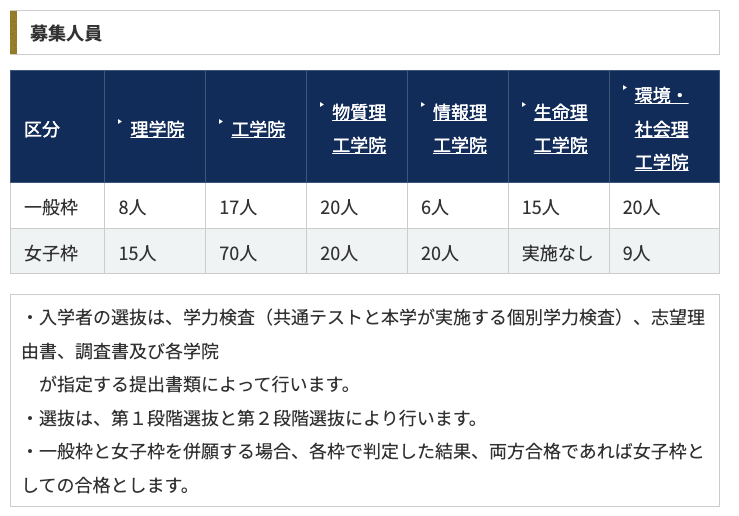 募集人員
区分 理学院 工学院 物質理工学院 情報理工学院 生命理工学院 環境・社会理工学院
一般枠 8人 17人 20人 6人 15人 20人
女子枠 15人 70人 20人 20人 実施なし 9人
・入学者の選抜は、学力検査（共通テストと本学が実施する個別学力検査）、志望理
由書、調査書及び各学院
が指定する提出書類によって行います。
・選抜は、第１段階選抜と第２段階選抜により行います。
・一般枠と女子枠を併願する場合、各枠で判定した結果、両方合格であれば女子枠と
しての合格とします。